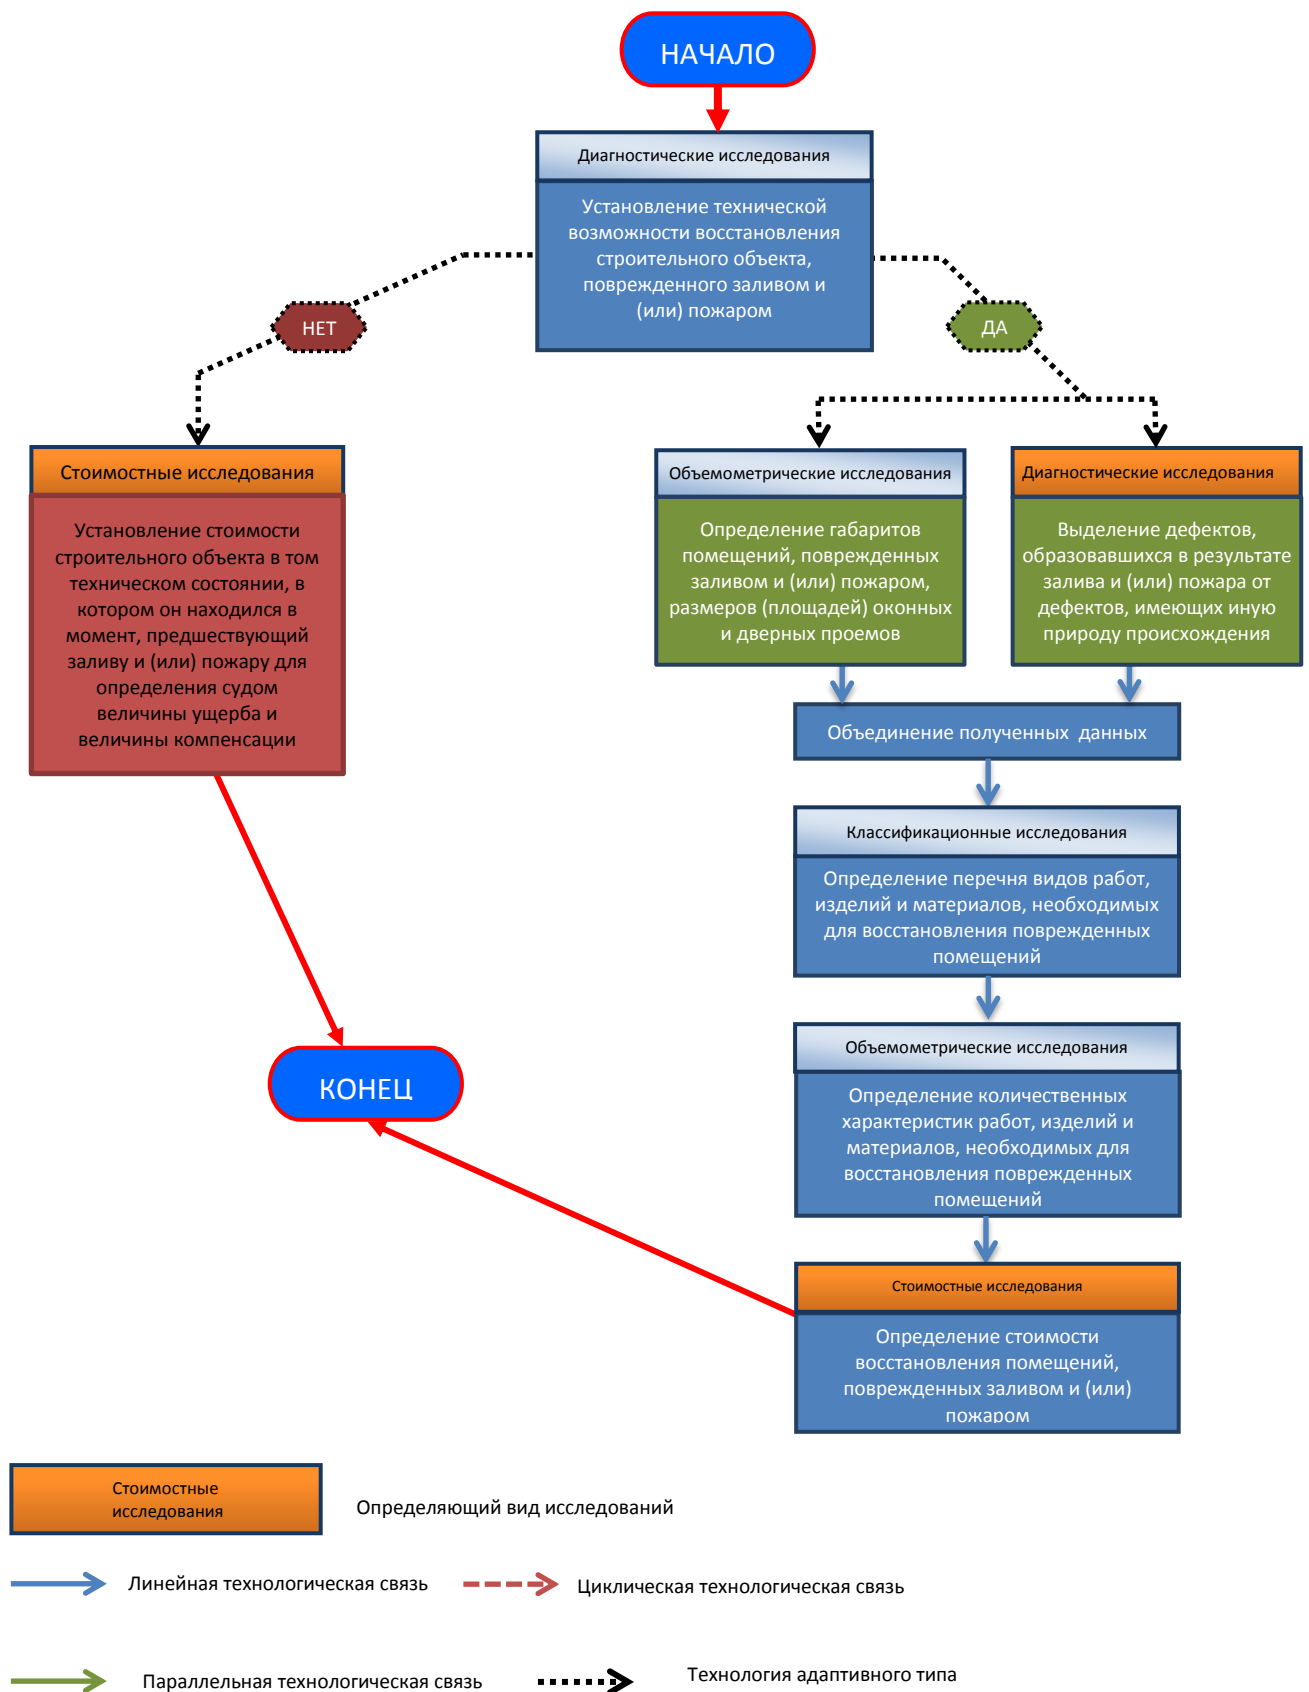 НАЧАЛО
Диагностические исследования
Установление технической
возможности восстановления
строительного объекта,
поврежденного заливом и
(или) пожаром
НЕТ
ДА
Стоимостные исследования
Установление стоимости
строительного объекта в том
техническом состоянии, в
котором он находился в
момент, предшествующий
заливу и (или) пожару для
определения судом
величины ущерба и
величины компенсации
Объемометрические исследования
Определение габаритов
помещений, поврежденных
заливом и (или) пожаром,
размеров (площадей) оконных
и дверных проемов
Диагностические исследования
Выделение дефектов,
образовавшихся в результате
залива и (или) пожара от
дефектов, имеющих иную
природу происхождения
Объединение полученных данных
Классификационные исследования
Определение перечня видов работ,
изделий и материалов, необходимых
для восстановления поврежденных
помещений
Объемометрические исследования
Определение количественных
характеристик работ, изделий и
материалов, необходимых для
восстановления поврежденных
помещений
КОНЕЦ
Стоимостные исследования
Определение стоимости
восстановления помещений,
поврежденных заливом и (или)
пожаром
Стоимостные
исследования
Определяющий вид исследований
Линейная технологическая связь
Циклическая технологическая связь
Параллельная технологическая связь
Технология адаптивного типа